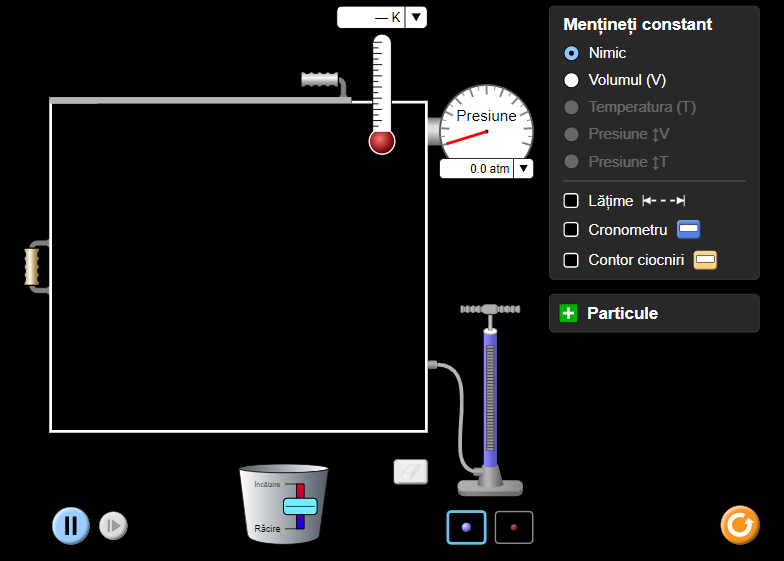 — K
Presiune
0.0 atm
Încălzire
Răcire
Mențineți constant
Nimic
Volumul (V)
Temperatura (T)
Presiune ↕V
Presiune ↕T
Lățime
Cronometru
Contor ciocniri
Particule